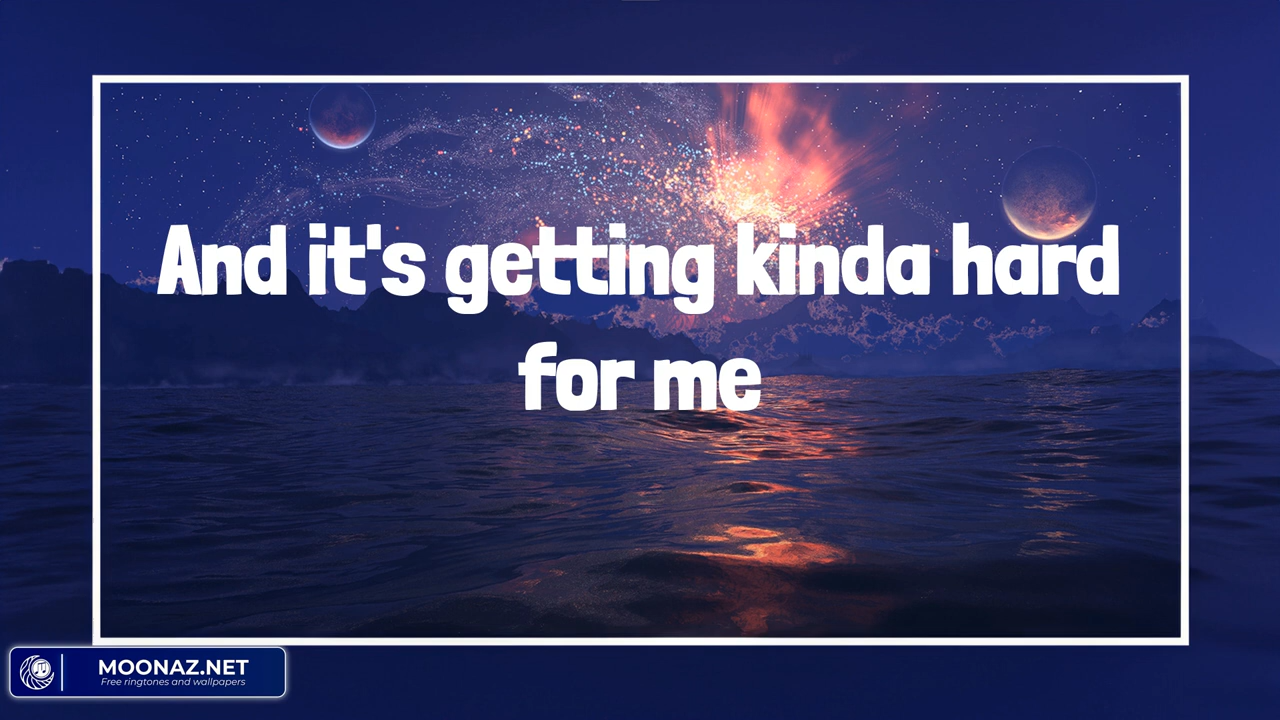 And it's getting kinda hard
for me
MOONAZ.NET
Free ringtones and wallpapers